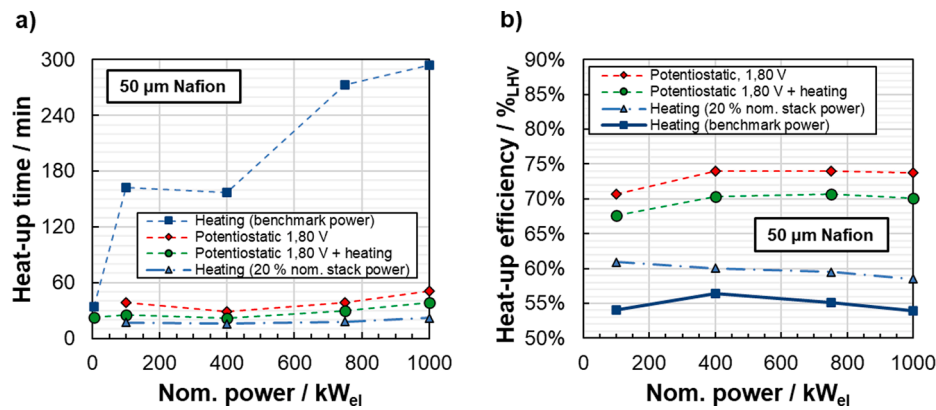 a)
300
240
180
120
60
0
Heat-up time / min
50 µm Nafion
Heating (benchmark power)
Potentiostatic 1,80 V
Potentiostatic 1,80 V + heating
Heating (20 % nom. stack power)
0 200 400 600 800 1000
Nom. power / kWel
b)
90%
85%
80%
75%
70%
65%
60%
55%
50%
Heat-up efficiency / %LHV
Potentiostatic, 1,80 V
Potentiostatic 1,80 V + heating
Heating (20 % nom. stack power)
Heating (benchmark power)
50 µm Nafion
0 200 400 600 800 1000
Nom. power / kWel